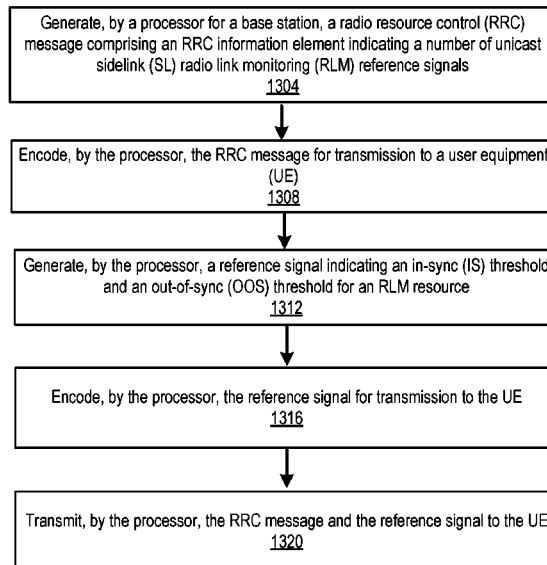 Generate, by a processor for a base station, a radio resource control (RRC)
message comprising an RRC information element indicating a number of unicast
sidelink (SL) radio link monitoring (RLM) reference signals
1304
Encode, by the processor, the RRC message for transmission to a user equipment
(UE)
1308
Generate, by the processor, a reference signal indicating an in-sync (IS) threshold
and an out-of-sync (OOS) threshold for an RLM resource
1312
Encode, by the processor, the reference signal for transmission to the UE
1316
Transmit, by the processor, the RRC message and the reference signal to the UE
1320